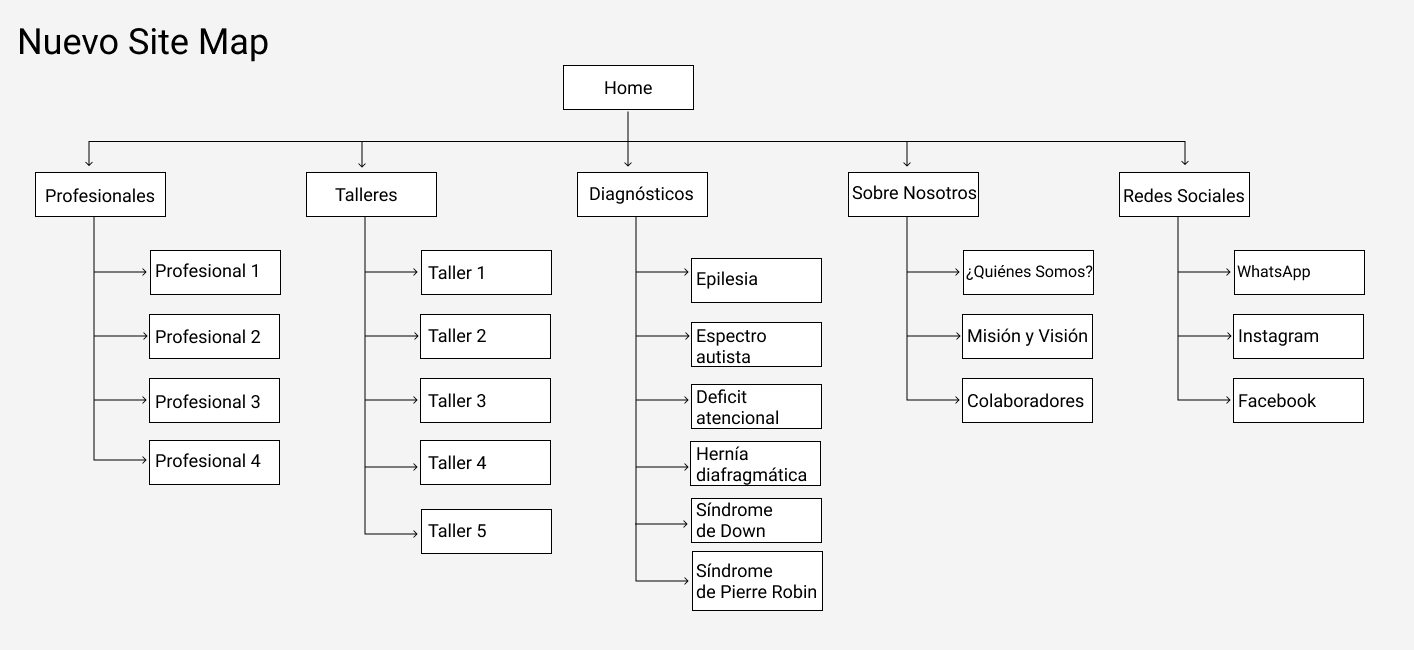 Nuevo Site Map
Home
Profesionales
Talleres
Diagnósticos
Sobre Nosotros
Redes Sociales
Profesional 1
Profesional 2
Profesional 3
Profesional 4
Taller 1
Taller 2
Taller 3
Taller 4
Taller 5
Epilesia
Espectro
autista
Deficit
atencional
Hernía
diafragmática
Síndrome
de Down
Síndrome
de Pierre Robin
¿Quiénes Somos?
Misión y Visión
Colaboradores
WhatsApp
Instagram
Facebook